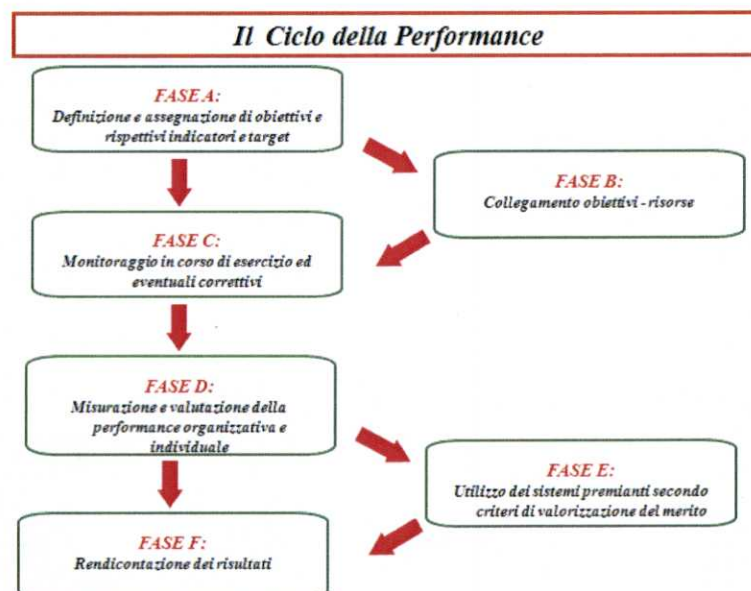 Il Ciclo della Performance
FASE A:
Definizione e assegnazione di obiettivi e
rispettivi indicatori e target
FASE B:
Collegamento obiettivi - risorse
FASE C:
Monitoraggio in corso di esercizio ed
eventuali correttivi
FASE D:
Misurazione e valutazione della
performance organizzativa e
individuale
FASE E:
Utilizzo dei sistemi premianti secondo
criteri di valorizzazione del merito
FASE F:
Rendicontazione dei risultati